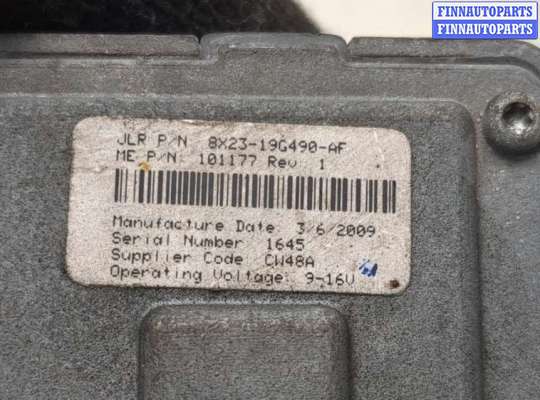 FINNAUTOPARTS
FINNAUTOPARTS
JLR P/N 8X23-19G490-AF
ME P/N: 101177 Rev 1
Manufacture Date 3/6/2009
Serial Number 1645
Supplier Code CW48A
Operating Voltage: 9-16V